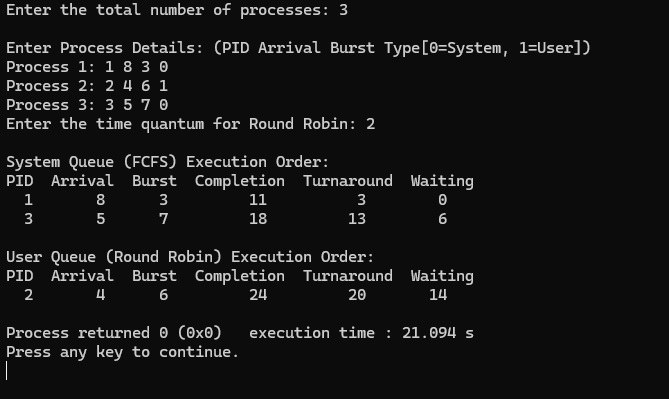 Enter the total number of processes: 3
Enter Process Details: (PID Arrival Burst Type[0=System, 1=User])
Process 1: 1 8 3 0
Process 2: 2 4 6 1
Process 3: 3 5 7 0
Enter the time quantum for Round Robin: 2
System Queue (FCFS) Execution Order:
PID  Arrival  Burst  Completion  Turnaround  Waiting
  1       8      3         11          3        0
  3       5      7         18         13        6
User Queue (Round Robin) Execution Order:
PID  Arrival  Burst  Completion  Turnaround  Waiting
  2       4      6         24         20       14
Process returned 0 (0x0)   execution time : 21.094 s
Press any key to continue.